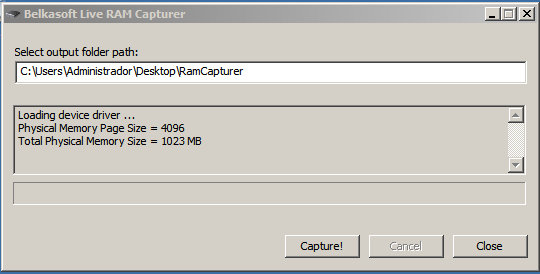 Belkasoft Live RAM Capturer
Select output folder path:
C:\Users\Administrador\Desktop\RamCapturer
Loading device driver ...
Physical Memory Page Size = 4096
Total Physical Memory Size = 1023 MB
Capture! Cancel Close